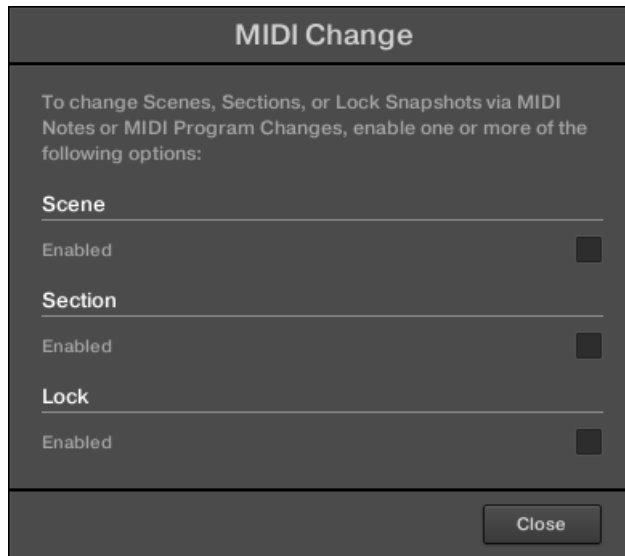 MIDI Change
To change Scenes, Sections, or Lock Snapshots via MIDI
Notes or MIDI Program Changes, enable one or more of the
following options:
Scene
Enabled
Section
Enabled
Lock
Enabled
Close